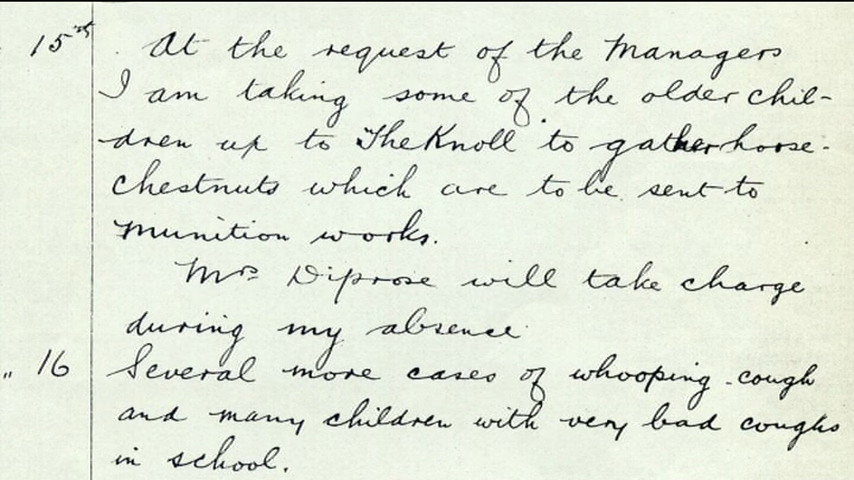 15th. At the request of the Managers
I am taking some of the older chil-
dren up to The Knoll to gather horse-
chestnuts which are to be sent to
munition works.
Mrs Diprose will take charge
during my absence
" 16 Several more cases of whooping-cough
and many children with very bad coughs
in school.